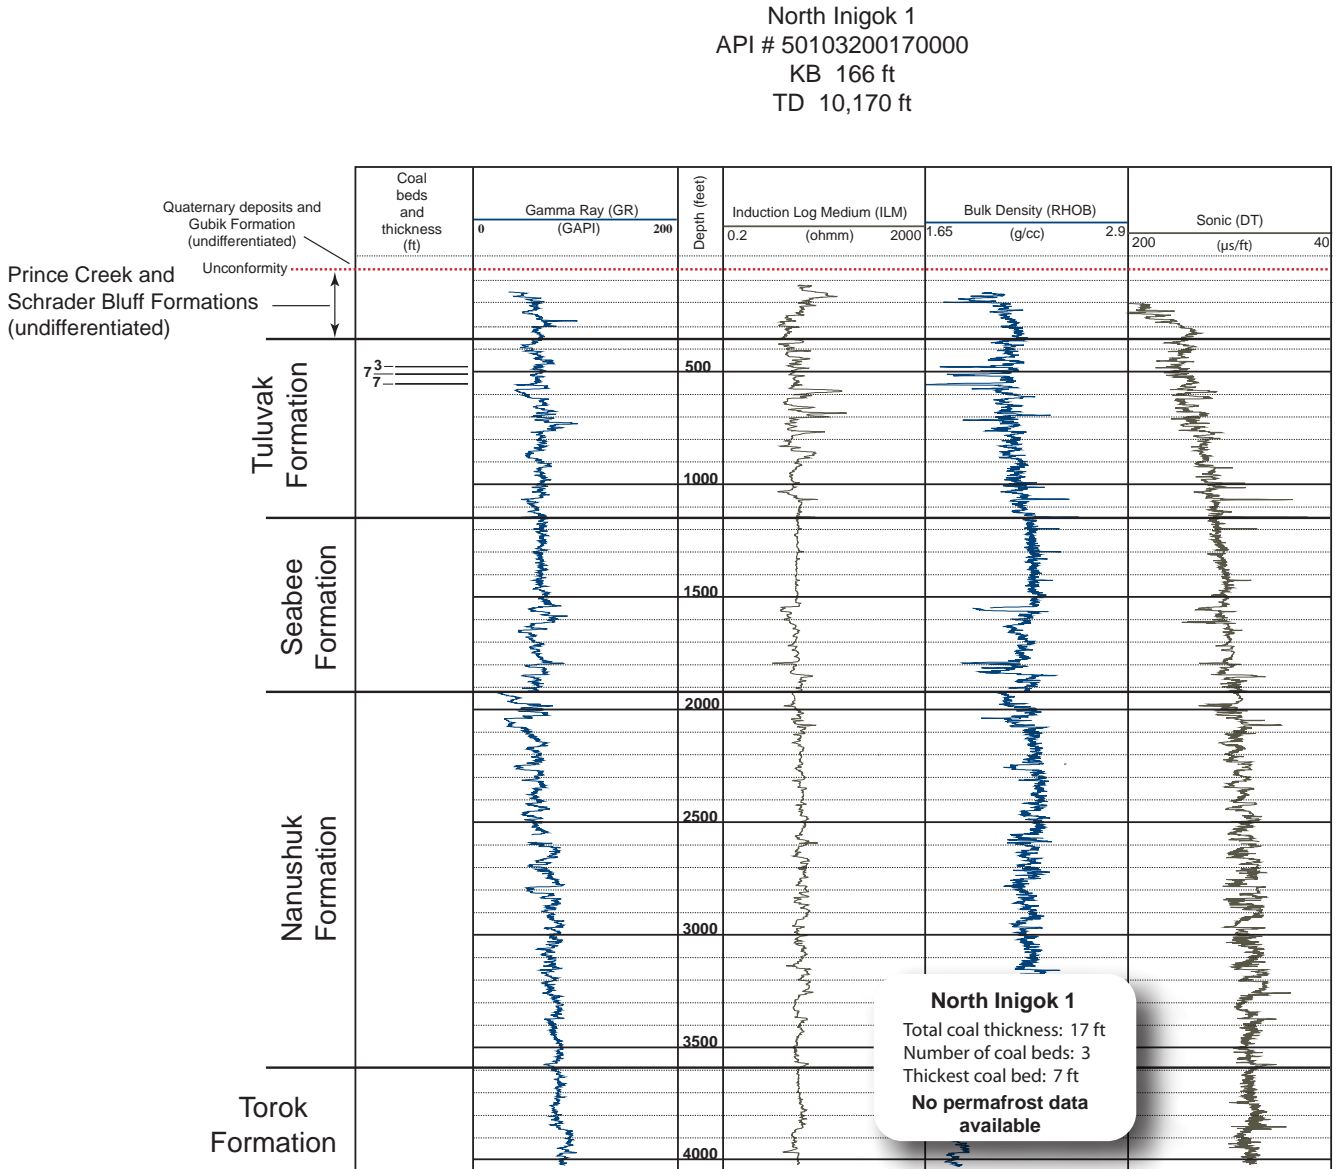 North Inigok 1
API # 50103200170000
KB 166 ft
TD 10,170 ft
Coal
beds
and
thickness
(ft)
Gamma Ray (GR)
0 (GAPI) 200
Depth (feet)
Induction Log Medium (ILM)
0.2 (ohmm) 2000
Bulk Density (RHOB)
1.65 (g/cc) 2.9
Sonic (DT)
200 (µs/ft) 40
Quaternary deposits and
Gubik Formation
(undifferentiated)
Unconformity
Prince Creek and
Schrader Bluff Formations
(undifferentiated)
3
7
7
500
Tuluvak
Formation
1000
Seabee
Formation
1500
2000
Nanushuk
Formation
2500
3000
3500
Torok
Formation
4000
North Inigok 1
Total coal thickness: 17 ft
Number of coal beds: 3
Thickest coal bed: 7 ft
No permafrost data
available